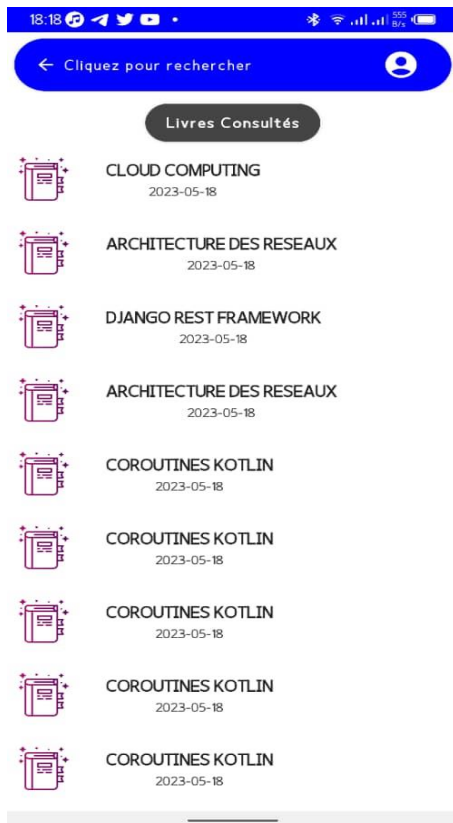 18:18
555
B/s
Cliquez pour rechercher
Livres Consultés
CLOUD COMPUTING
2023-05-18
ARCHITECTURE DES RESEAUX
2023-05-18
DJANGO REST FRAMEWORK
2023-05-18
ARCHITECTURE DES RESEAUX
2023-05-18
COROUTINES KOTLIN
2023-05-18
COROUTINES KOTLIN
2023-05-18
COROUTINES KOTLIN
2023-05-18
COROUTINES KOTLIN
2023-05-18
COROUTINES KOTLIN
2023-05-18